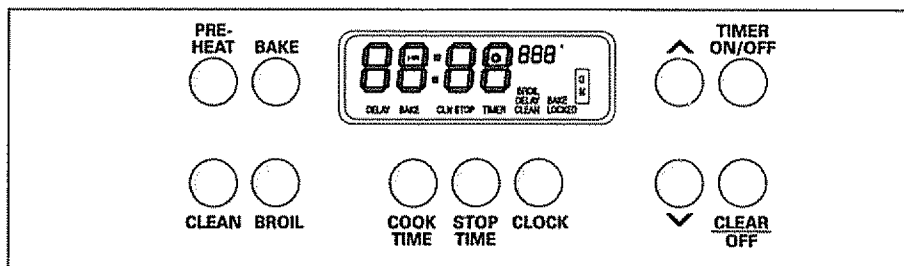 PRE-
HEAT BAKE
TIMER
ON/OFF
88:88 888°
HR
BROIL
DELAY BAKE
CLEAN LOCKED
DELAY BAKE CLN STOP TIMER
CLEAN BROIL
COOK
TIME
STOP
TIME
CLOCK
CLEAR
OFF